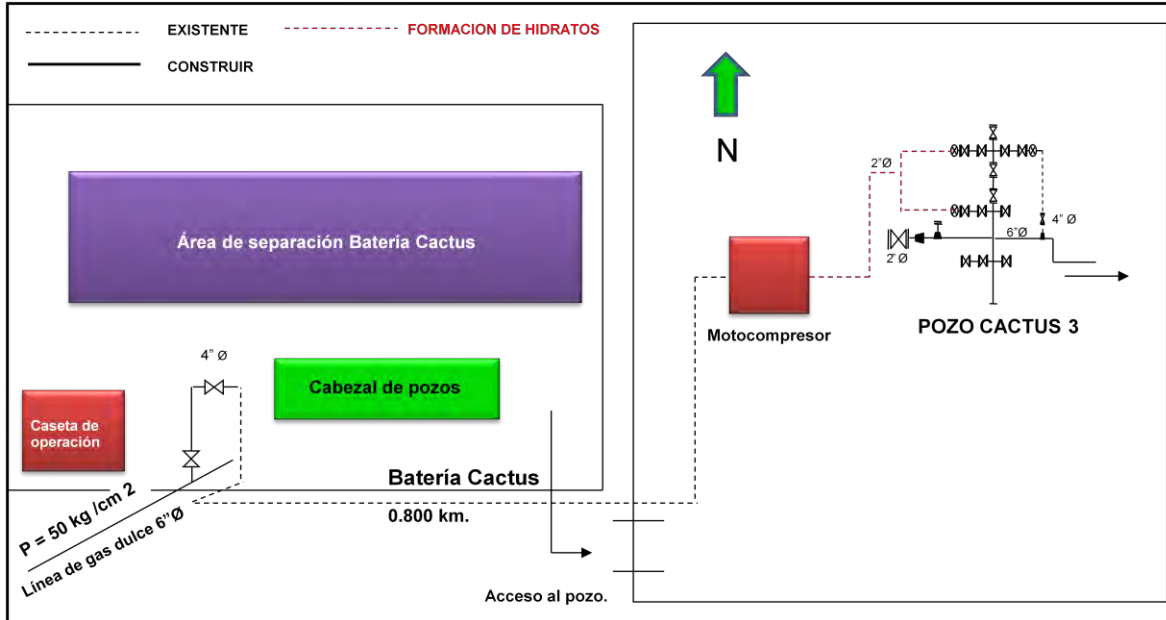 EXISTENTE
FORMACION DE HIDRATOS
CONSTRUIR
N
2"Ø
4" Ø
6"Ø
2' Ø
Área de separación Batería Cactus
Motocompresor
POZO CACTUS 3
4" Ø
Cabezal de pozos
Caseta de
operación
Batería Cactus
0.800 km.
P = 50 kg /cm 2
Línea de gas dulce 6"Ø
Acceso al pozo.